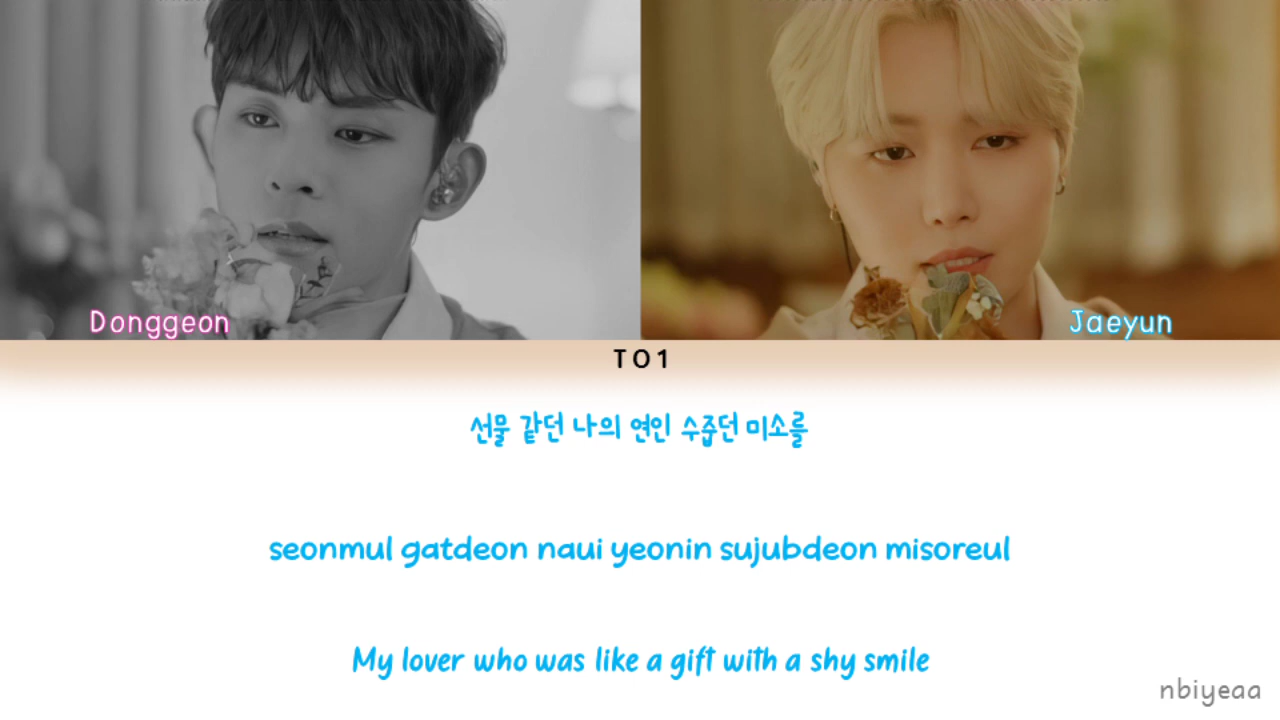 Donggeon
Jaeyun
TO1
선물 같던 나의 연인 수줍던 미소를
seonmul gatdeon naui yeonin sujubdeon misoreul
My lover who was like a gift with a shy smile
nbiyeaa